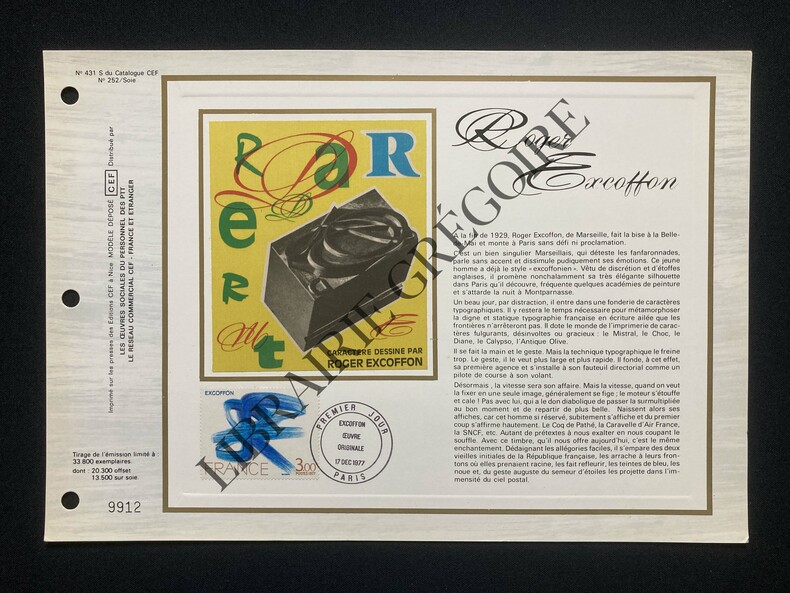 Nº 431 S du Catalogue CEF
Nº 252/Soie
Imprimé sur les presses des Editions CEF à Nice MODÈLE DÉPOSÉ CEF Distribué par
LES ŒUVRES SOCIALES DU PERSONNEL DES PTT
LE RESEAU COMMERCIAL CEF - FRANCE ET ETRANGER
Tirage de l'émission limité à :
33 800 exemplaires.
dont : 20.300 offset
13.500 sur soie.
9912
R a R
e
R
t
CARACTÈRE DESSINÉ PAR
ROGER EXCOFFON
EXCOFFON
FRANCE 3,00
PREMIER JOUR
EXCOFFON
ŒUVRE
ORIGINALE
17 DEC 1977
PARIS
Roger
Excoffon
A la fin de 1929, Roger Excoffon, de Marseille, fait la bise à la Belle-
de-Mai et monte à Paris sans défi ni proclamation.
C'est un bien singulier Marseillais, qui déteste les fanfaronnades,
parle sans accent et dissimule pudiquement ses émotions. Ce jeune
homme a déjà le style « excoffonien ». Vêtu de discrétion et d'étoffes
anglaises, il promène nonchalamment sa très élégante silhouette
dans Paris qu'il découvre, fréquente quelques académies de peinture
et s'attarde la nuit à Montparnasse.
Un beau jour, par distraction, il entre dans une fonderie de caractères
typographiques. Il y restera le temps nécessaire pour métamorphoser
la digne et statique typographie française en écriture ailée que les
frontières n'arrêteront pas. Il dote le monde de l'imprimerie de carac-
tères fulgurants, désinvoltes ou gracieux : le Mistral, le Choc, le
Diane, le Calypso, l'Antique Olive.
Il se fait la main et le geste. Mais la technique typographique le freine
trop. Le geste, il le veut plus large et plus rapide. Il fonde, à cet effet,
sa première agence et s'installe à son fauteuil directorial comme un
pilote de course à son volant.
Désormais, la vitesse sera son affaire. Mais la vitesse, quand on veut
la fixer en une seule image, généralement se fige ; le moteur s'étouffe
et cale ! Pas avec lui, qui a le don diabolique de passer la surmultipliée
au bon moment et de repartir de plus belle. Naissent alors ses
affiches, car cet homme si réservé, subitement s'affiche et du premier
coup s'affirme hautement. Le Coq de Pathé, la Caravelle d'Air France,
la SNCF, etc. Autant de prétextes à nous exalter en nous coupant le
souffle. Avec ce timbre, qu'il nous offre aujourd'hui, c'est le même
enchantement. Dédaignant les allégories faciles, il s'empare des deux
vieilles initiales de la République française, les arrache à leurs fron-
tons où elles prenaient racine, les fait refleurir, les teintes de bleu, les
noue et, du geste auguste du semeur d'étoiles les projette dans l'im-
mensité du ciel postal.
LIBRAIRIE GRÉGOIRE